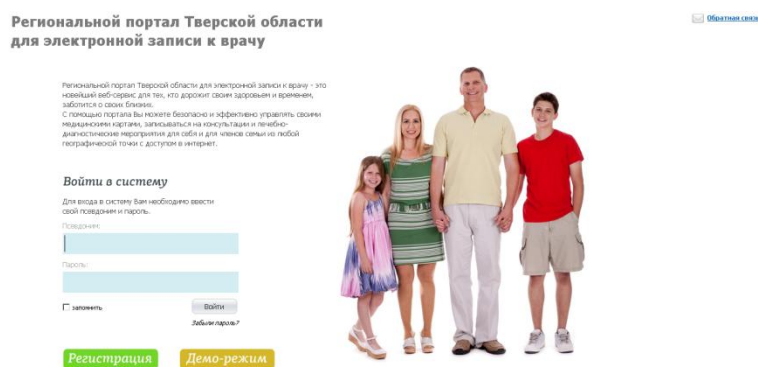 Региональной портал Тверской области
для электронной записи к врачу
Обратная связь
Региональной портал Тверской области для электронной записи к врачу - это
новейший веб-сервис для тех, кто дорожит своим здоровьем и временем,
заботится о своих близких.
С помощью портала Вы можете безопасно и эффективно управлять своими
медицинскими картами, записываться на консультации и лечебно-
диагностические мероприятия для себя и для членов семьи из любой
географической точки с доступом в интернет.
Войти в систему
Для входа в систему Вам необходимо ввести
свой псевдоним и пароль.
Псевдоним:
Пароль:
запомнить
Войти
Забыли пароль?
Регистрация
Демо-режим